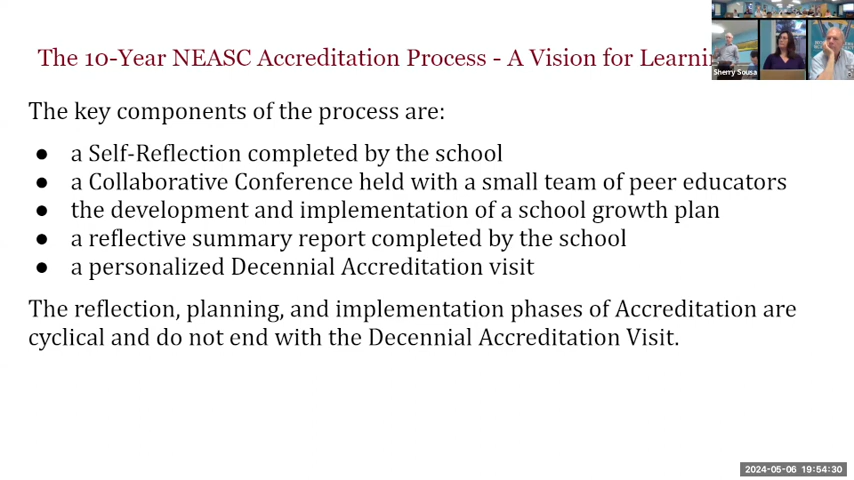 The 10-Year NEASC Accreditation Process - A Vision for Learnin
Sherry Sousa
The key components of the process are:
● a Self-Reflection completed by the school
● a Collaborative Conference held with a small team of peer educators
● the development and implementation of a school growth plan
● a reflective summary report completed by the school
● a personalized Decennial Accreditation visit
The reflection, planning, and implementation phases of Accreditation are
cyclical and do not end with the Decennial Accreditation Visit.
2024-05-06 19:54:30